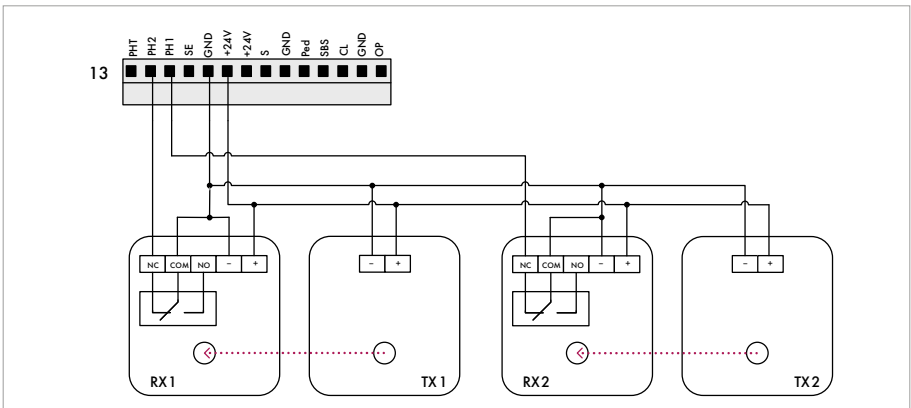 PHT PH2 PH1 SE GND +24V +24V S GND Ped SBS CL GND OP
13
NC COM NO - +
- +
NC COM NO - +
- +
RX1
TX1
RX2
TX2